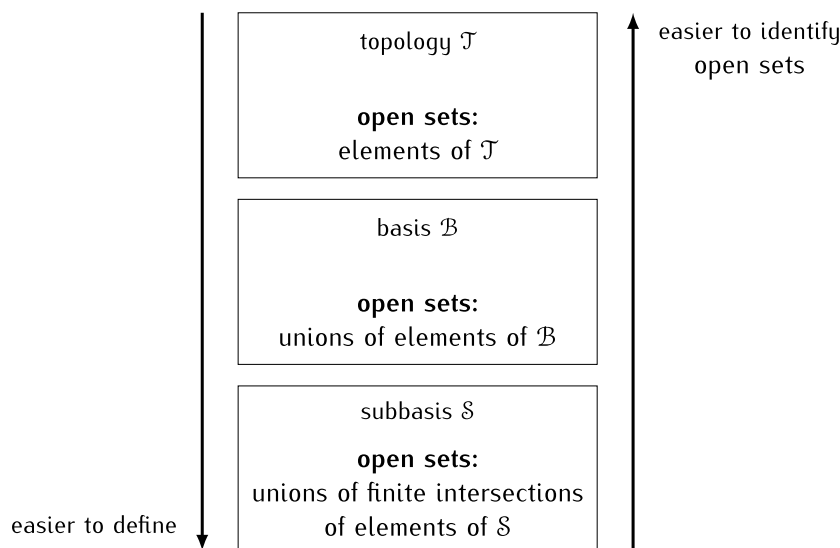 topology 𝒯
easier to identify
open sets
open sets:
elements of 𝒯
basis ℬ
open sets:
unions of elements of ℬ
subbasis 𝒮
open sets:
unions of finite intersections
of elements of 𝒮
easier to define